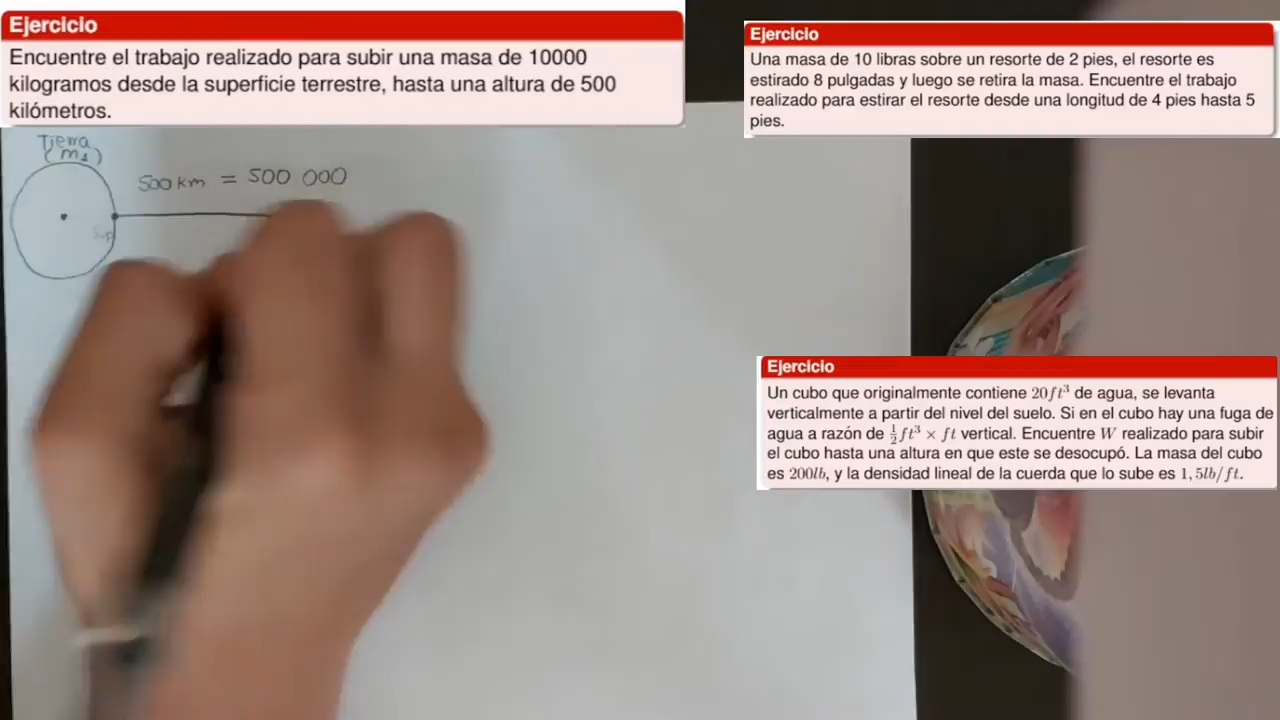 Ejercicio
Encuentre el trabajo realizado para subir una masa de 10000
kilogramos desde la superficie terrestre, hasta una altura de 500
kilómetros.
Ejercicio
Una masa de 10 libras sobre un resorte de 2 pies, el resorte es
estirado 8 pulgadas y luego se retira la masa. Encuentre el trabajo
realizado para estirar el resorte desde una longitud de 4 pies hasta 5
pies.
Tierra
(m₁)
500 km = 500 000
Sup
Ejercicio
Un cubo que originalmente contiene 20ft³ de agua, se levanta
verticalmente a partir del nivel del suelo. Si en el cubo hay una fuga de
agua a razón de ½ft³ × ft vertical. Encuentre W realizado para subir
el cubo hasta una altura en que este se desocupó. La masa del cubo
es 200lb, y la densidad lineal de la cuerda que lo sube es 1,5lb/ft.